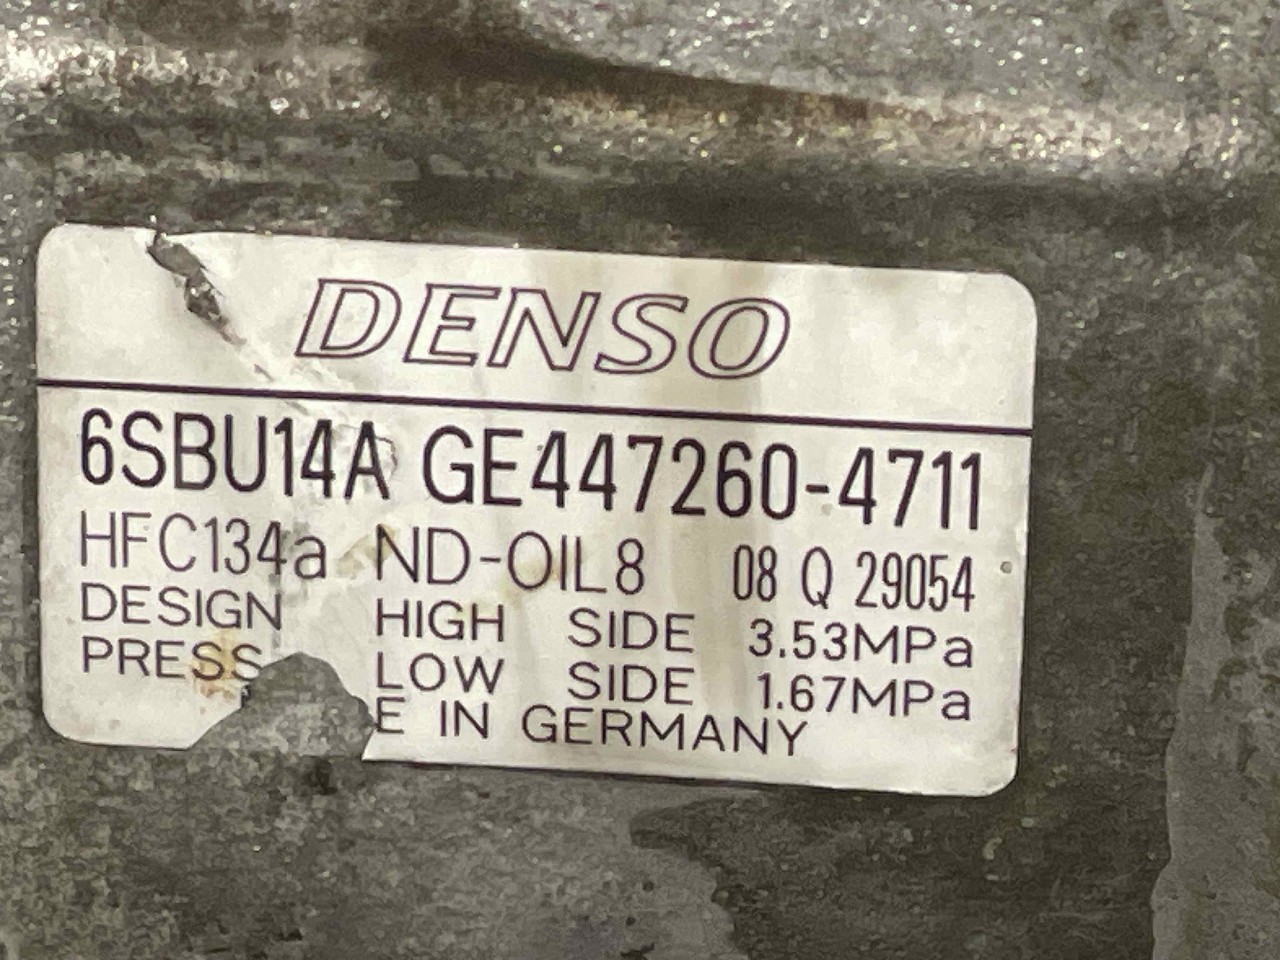 DENSO
6SBU14A GE447260-4711
HFC134a ND-OIL8 08 Q 29054
DESIGN HIGH SIDE 3.53MPa
PRESS LOW SIDE 1.67MPa
E IN GERMANY